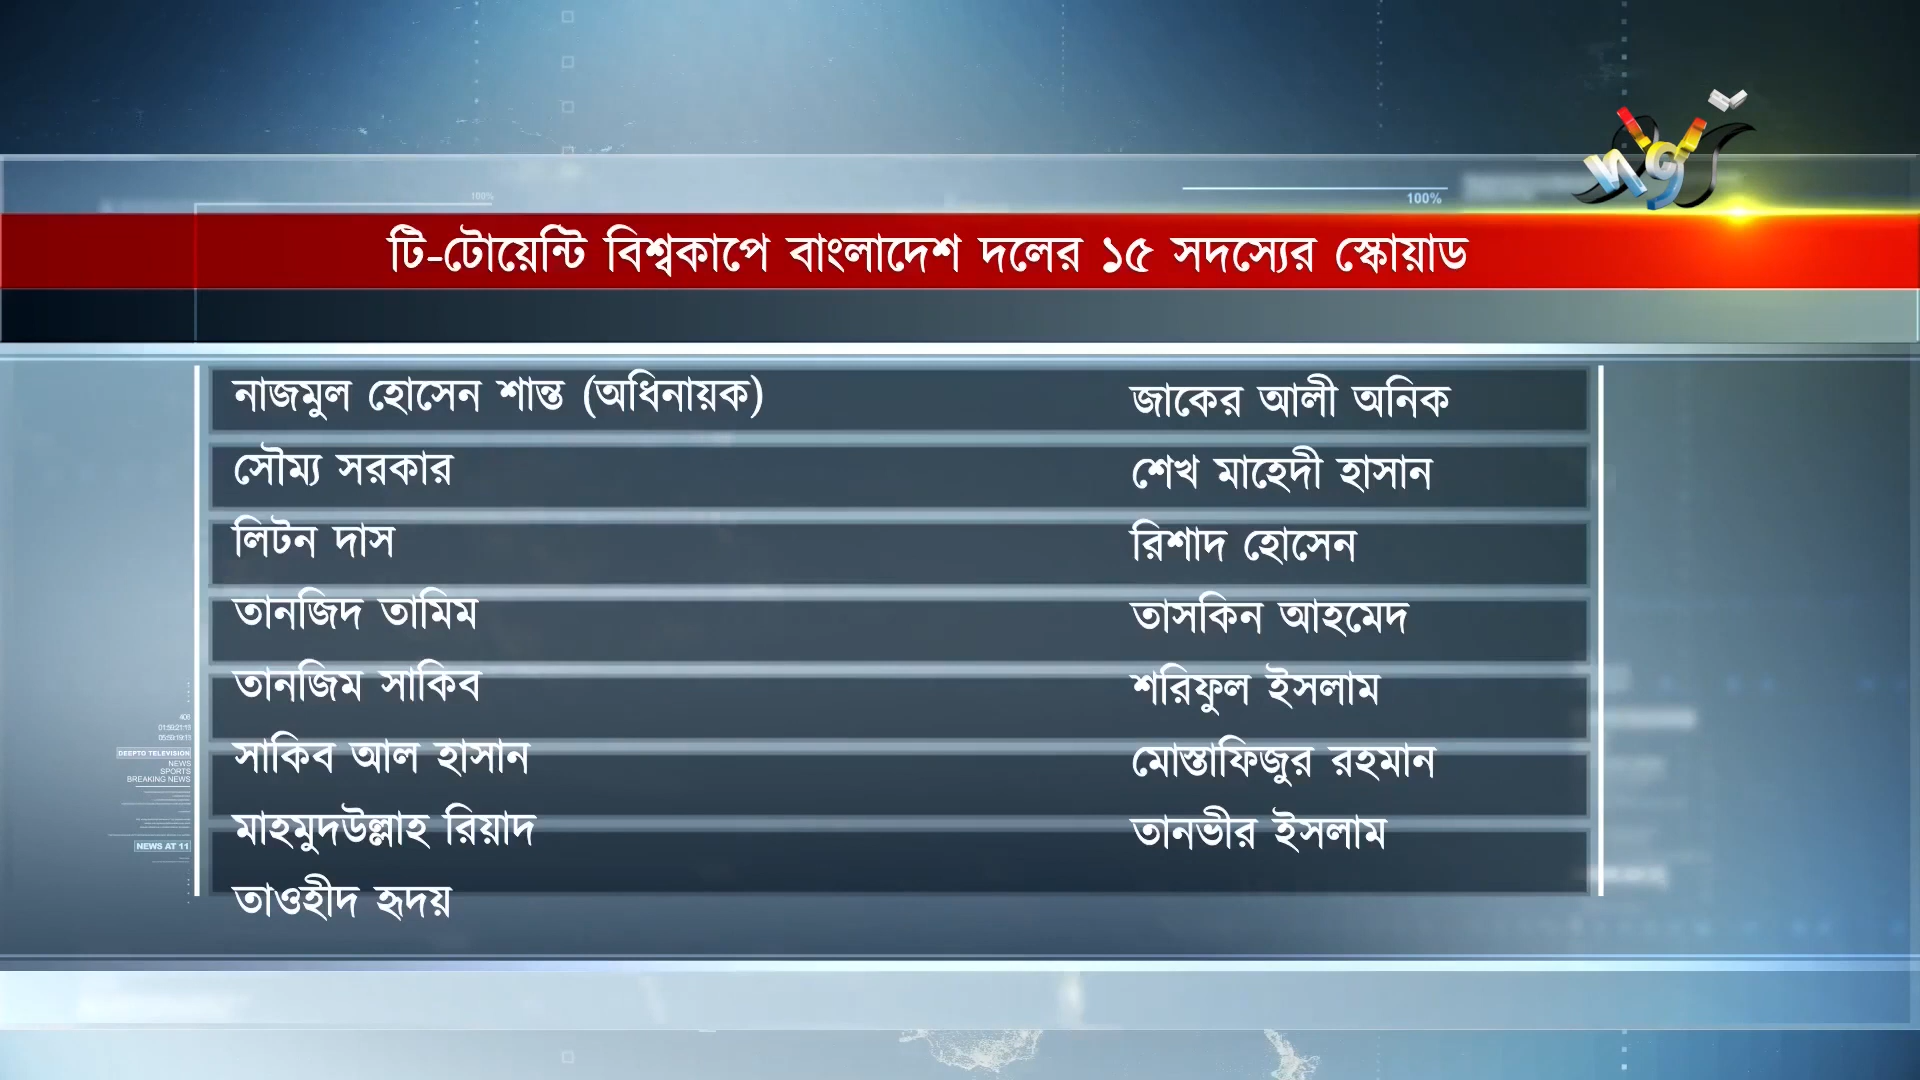 100%
100%
টি-টোয়েন্টি বিশ্বকাপে বাংলাদেশ দলের ১৫ সদস্যের স্কোয়াড
নাজমুল হোসেন শান্ত (অধিনায়ক)
সৌম্য সরকার
লিটন দাস
তানজিদ তামিম
তানজিম সাকিব
সাকিব আল হাসান
মাহমুদউল্লাহ রিয়াদ
তাওহীদ হৃদয়
জাকের আলী অনিক
শেখ মাহেদী হাসান
রিশাদ হোসেন
তাসকিন আহমেদ
শরিফুল ইসলাম
মোস্তাফিজুর রহমান
তানভীর ইসলাম
DEEPTO TELEVISION
NEWS
SPORTS
BREAKING NEWS
NEWS AT 11